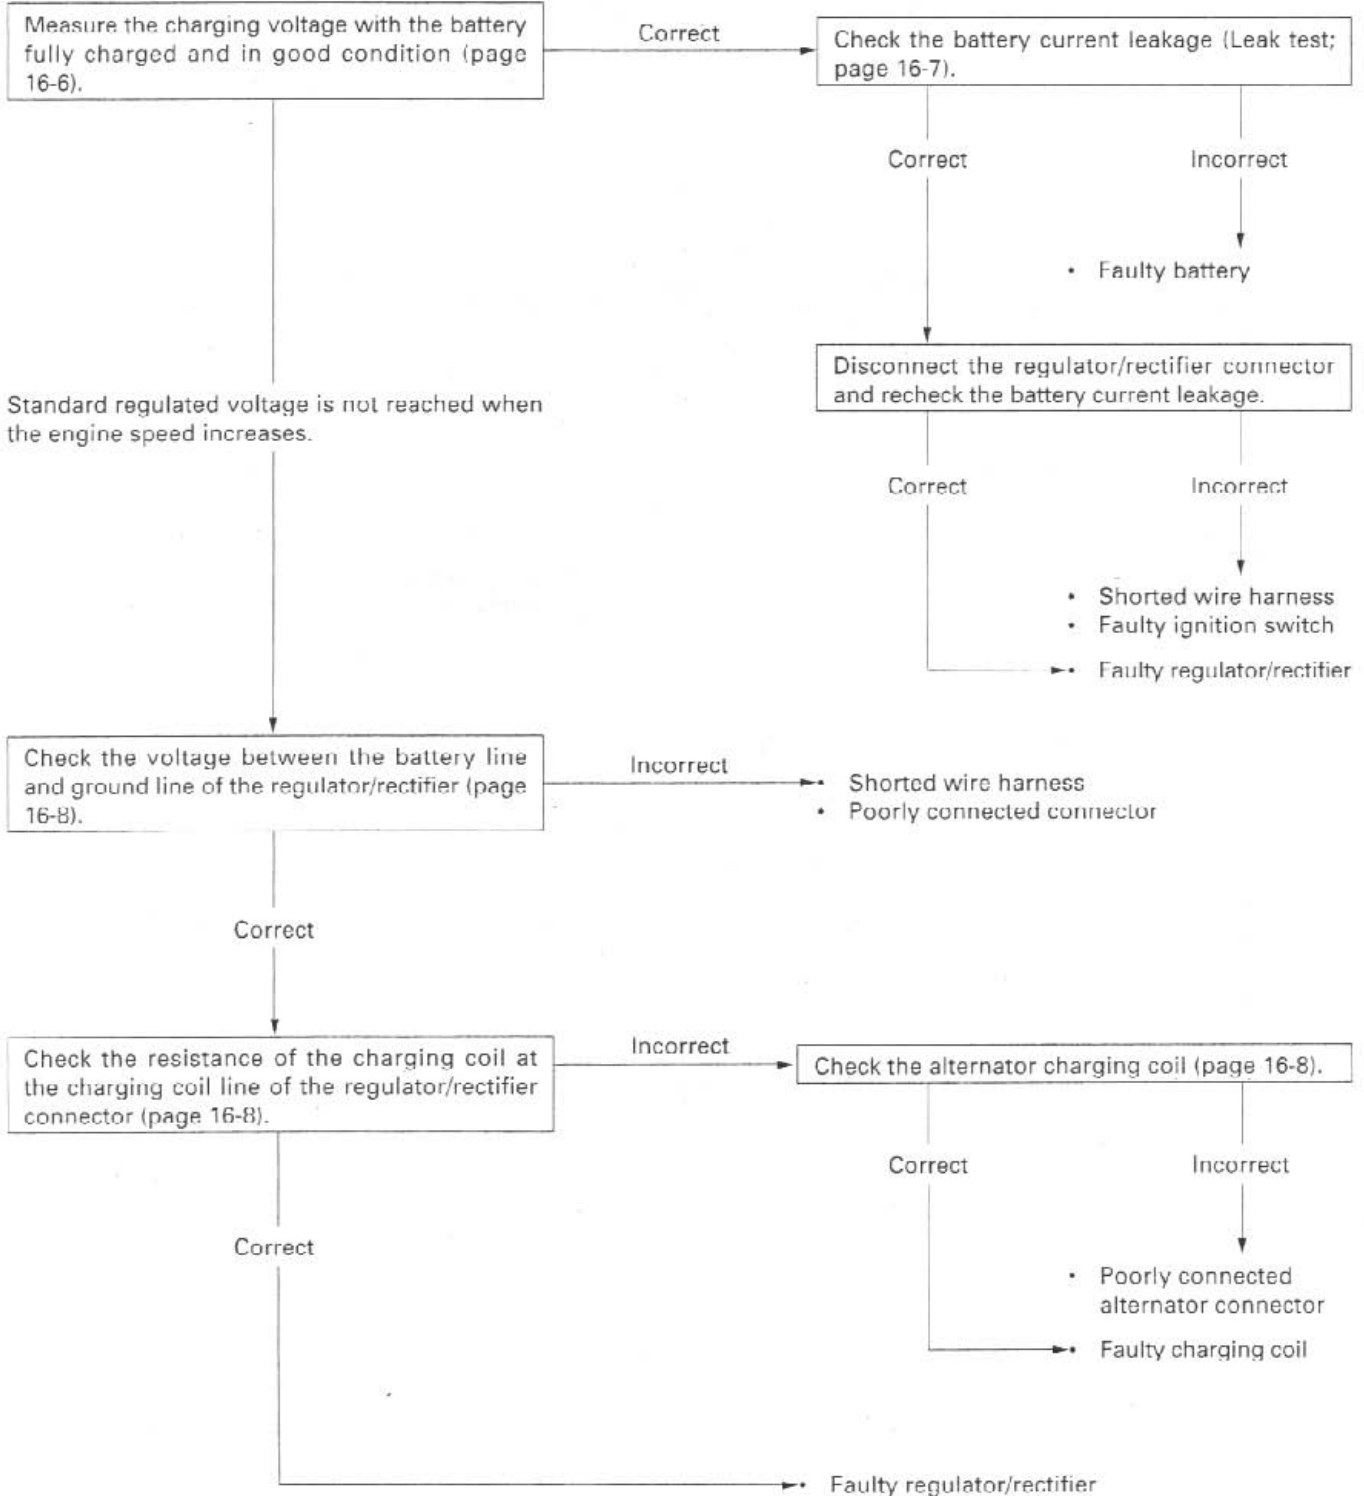 Measure the charging voltage with the battery
fully charged and in good condition (page
16-6).
Correct
Check the battery current leakage (Leak test;
page 16-7).
Correct
Incorrect
• Faulty battery
Disconnect the regulator/rectifier connector
and recheck the battery current leakage.
Standard regulated voltage is not reached when
the engine speed increases.
Correct
Incorrect
• Shorted wire harness
• Faulty ignition switch
• Faulty regulator/rectifier
Check the voltage between the battery line
and ground line of the regulator/rectifier (page
16-8).
Incorrect
• Shorted wire harness
• Poorly connected connector
Correct
Check the resistance of the charging coil at
the charging coil line of the regulator/rectifier
connector (page 16-8).
Incorrect
Check the alternator charging coil (page 16-8).
Correct
Incorrect
Correct
• Poorly connected
alternator connector
• Faulty charging coil
• Faulty regulator/rectifier